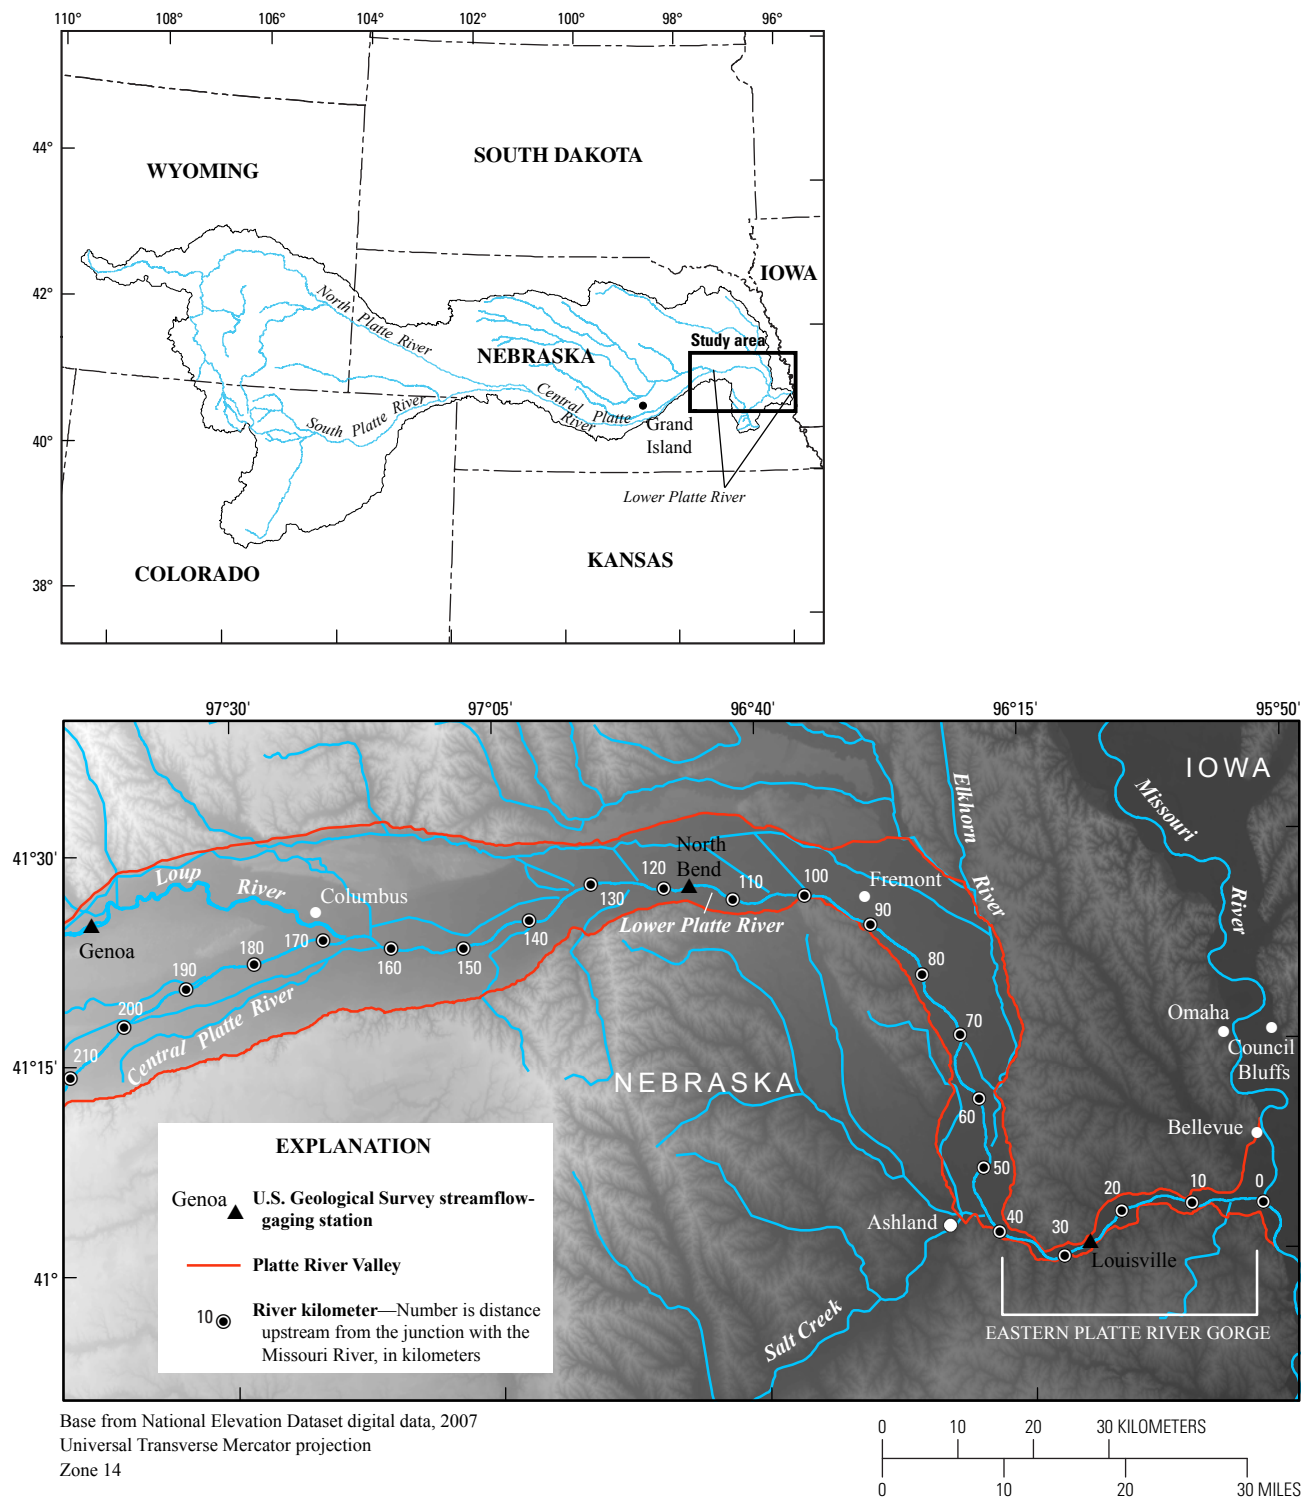 110°
108°
106°
104°
102°
100°
98°
96°
44°
42°
40°
38°
WYOMING
SOUTH DAKOTA
IOWA
North Platte River
NEBRASKA
Study area
Central Platte
River
South Platte River
Grand
Island
Lower Platte River
COLORADO
KANSAS
97°30'
97°05'
96°40'
96°15'
95°50'
41°30'
41°15'
41°
IOWA
Missouri
River
Elkhorn
River
North
Bend
Loup
River
Columbus
Fremont
Genoa
Lower Platte River
Central Platte River
210
200
190
180
170
160
150
140
130
120
110
100
90
80
70
60
50
40
30
20
10
0
Omaha
Council
Bluffs
NEBRASKA
Bellevue
Ashland
Louisville
Salt Creek
EASTERN PLATTE RIVER GORGE
EXPLANATION
Genoa
U.S. Geological Survey streamflow-
gaging station
Platte River Valley
10
River kilometer—Number is distance
upstream from the junction with the
Missouri River, in kilometers
Base from National Elevation Dataset digital data, 2007
Universal Transverse Mercator projection
Zone 14
0 10 20 30 KILOMETERS
0 10 20 30 MILES